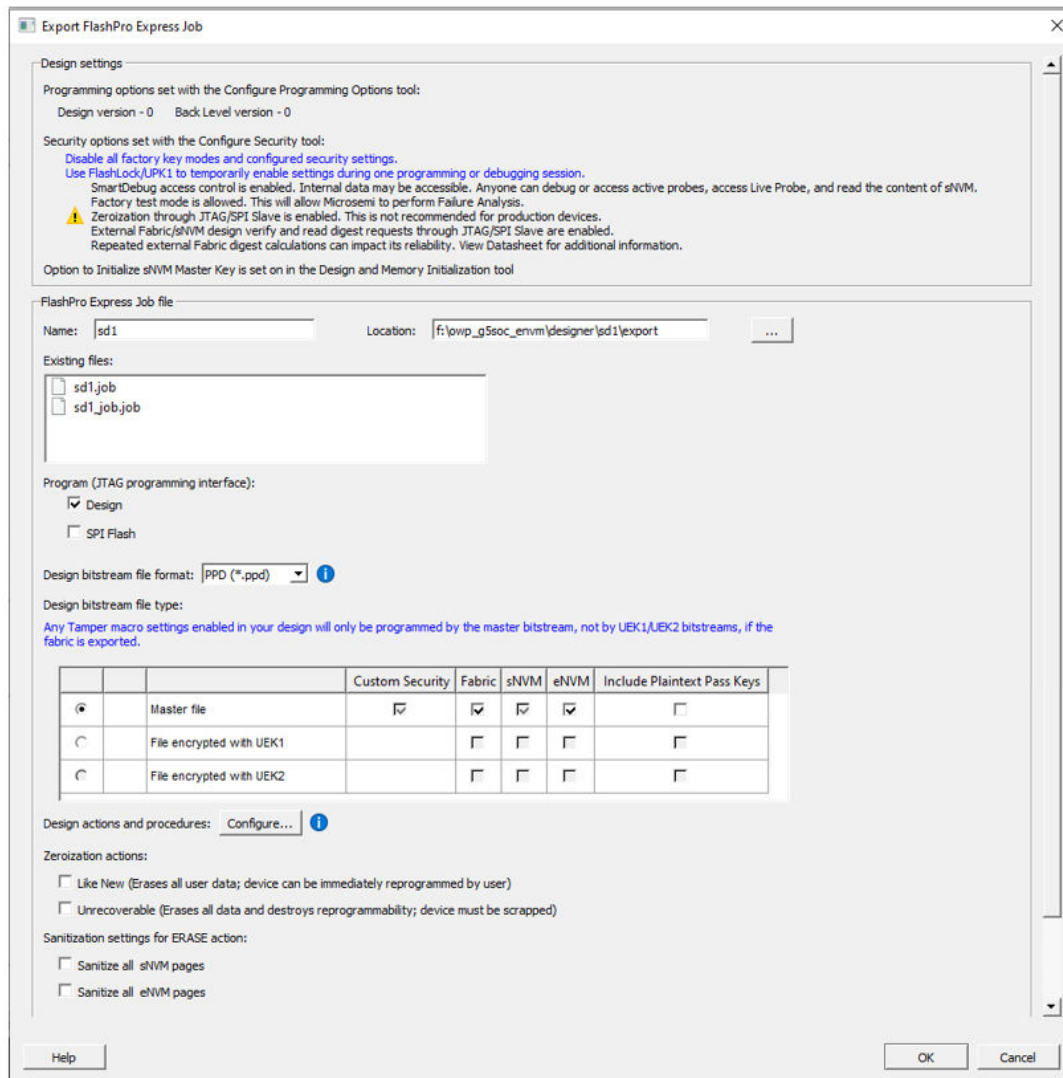 Export FlashPro Express Job
Design settings
Programming options set with the Configure Programming Options tool:
Design version - 0 Back Level version - 0
Security options set with the Configure Security tool:
Disable all factory key modes and configured security settings.
Use FlashLock/UPK1 to temporarily enable settings during one programming or debugging session.
SmartDebug access control is enabled. Internal data may be accessible. Anyone can debug or access active probes, access Live Probe, and read the content of sNVM.
Factory test mode is allowed. This will allow Microsemi to perform Failure Analysis.
Zeroization through JTAG/SPI Slave is enabled. This is not recommended for production devices.
External Fabric/sNVM design verify and read digest requests through JTAG/SPI Slave are enabled.
Repeated external Fabric digest calculations can impact its reliability. View Datasheet for additional information.
Option to Initialize sNVM Master Key is set on in the Design and Memory Initialization tool
FlashPro Express Job file
Name: sd1 Location: f:\owp_g5soc_envm\designer\sd1\export ...
Existing files:
sd1.job
sd1_job.job
Program (JTAG programming interface):
Design
SPI Flash
Design bitstream file format: PPD (*.ppd)
Design bitstream file type:
Any Tamper macro settings enabled in your design will only be programmed by the master bitstream, not by UEK1/UEK2 bitstreams, if the
fabric is exported.
Custom Security Fabric sNVM eNVM Include Plaintext Pass Keys
Master file
File encrypted with UEK1
File encrypted with UEK2
Design actions and procedures: Configure...
Zeroization actions:
Like New (Erases all user data; device can be immediately reprogrammed by user)
Unrecoverable (Erases all data and destroys reprogrammability; device must be scrapped)
Sanitization settings for ERASE action:
Sanitize all sNVM pages
Sanitize all eNVM pages
Help OK Cancel